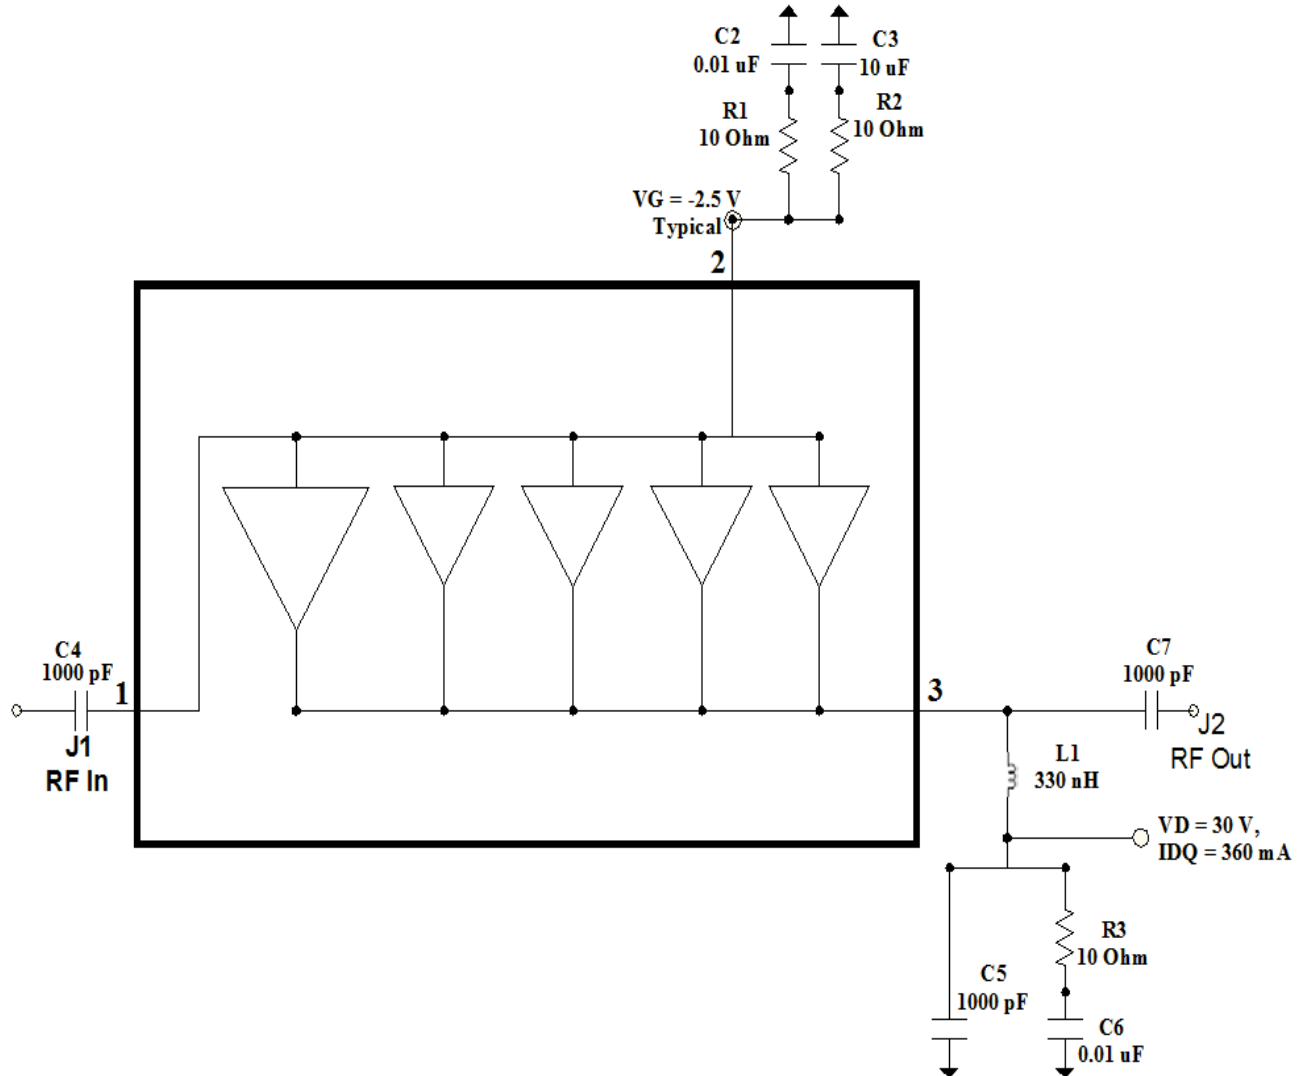 C2
0.01 uF
C3
10 uF
R1
10 Ohm
R2
10 Ohm
VG = -2.5 V
Typical
2
C4
1000 pF
1
J1
RF In
3
C7
1000 pF
J2
RF Out
L1
330 nH
VD = 30 V,
IDQ = 360 mA
R3
10 Ohm
C5
1000 pF
C6
0.01 uF